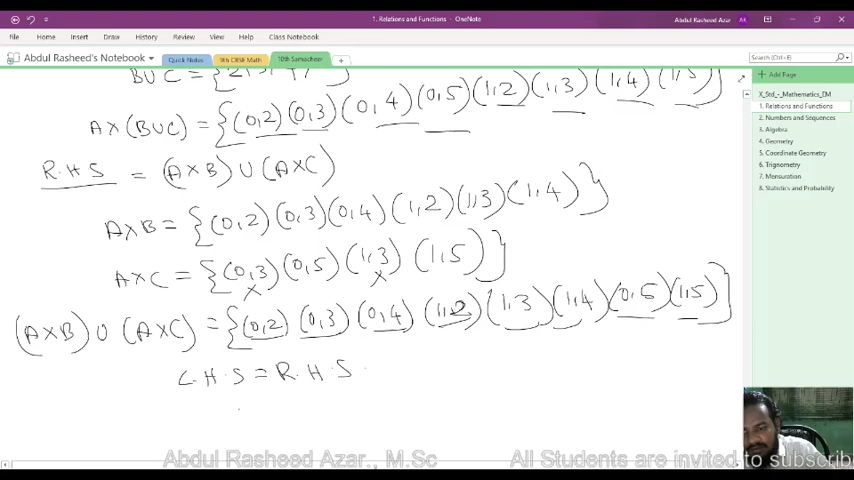 1. Relations and Functions - OneNote
Abdul Rasheed Azar
File Home Insert Draw History Review View Help Class Notebook
Abdul Rasheed's Notebook
Quick Notes 9th CBSE Math 10th Samacheer
Search (Ctrl+E)
Add Page
X_Std_-_Mathematics_EM
1. Relations and Functions
2. Numbers and Sequences
3. Algebra
4. Geometry
5. Coordinate Geometry
6. Trigonometry
7. Mensuration
8. Statistics and Probability
B∪C =
A×(B∪C) = {(0,2) (0,3) (0,4) (0,5) (1,2) (1,3) (1,4) (1,5)}
R.H.S = (A×B) ∪ (A×C)
A×B = {(0,2) (0,3) (0,4) (1,2) (1,3) (1,4)}
A×C = {(0,3) (0,5) (1,3) (1,5)}
(A×B) ∪ (A×C) = {(0,2) (0,3) (0,4) (1,2) (1,3) (1,4) (0,5) (1,5)}
L.H.S = R.H.S
Abdul Rasheed Azar., M.Sc All Students are invited to subscrib